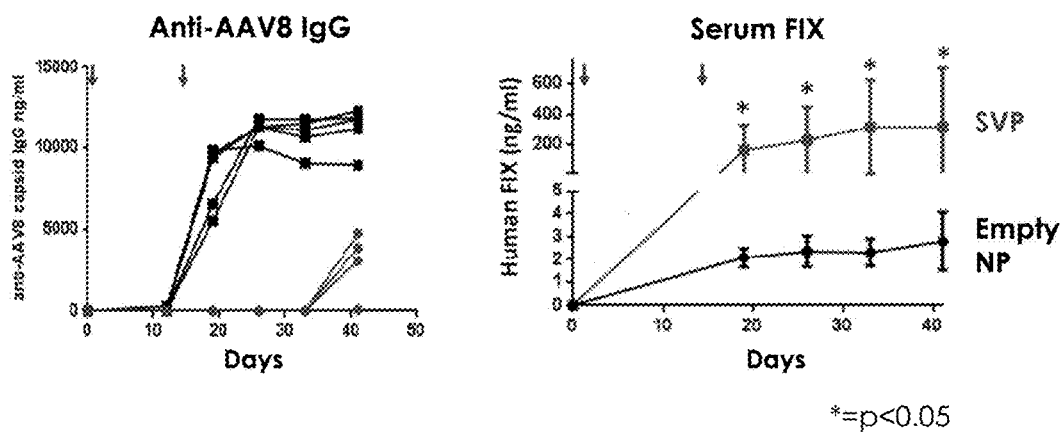 Anti-AAV8 IgG
anti-AAV8 capsid IgG ng/ml
15000
10000
5000
0
0 10 20 30 40 50
Days
Serum FIX
Human FIX (ng/ml)
600
400
200
5
4
3
2
1
0
0 10 20 30 40
Days
* * * *
SVP
Empty
NP
*=p<0.05